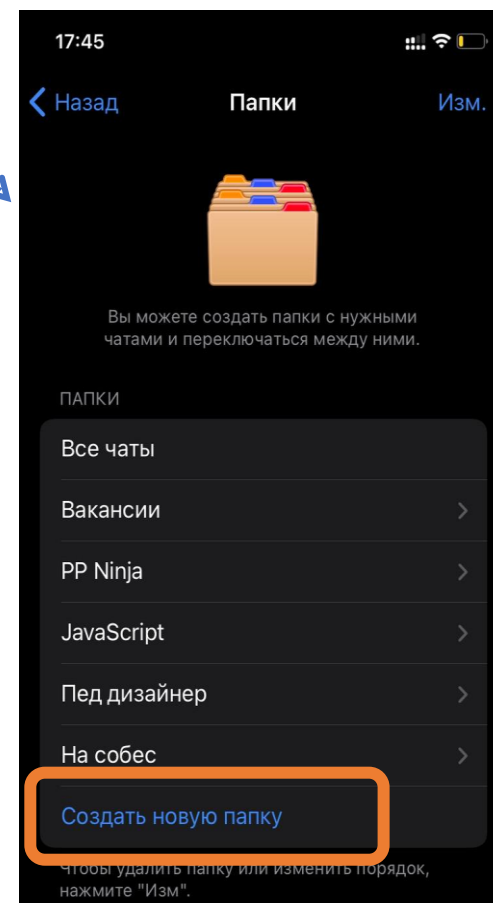 17:45
Назад Папки Изм.
Вы можете создать папки с нужными
чатами и переключаться между ними.
ПАПКИ
Все чаты
Вакансии
PP Ninja
JavaScript
Пед дизайнер
На собес
Создать новую папку
Чтобы удалить папку или изменить порядок,
нажмите "Изм".